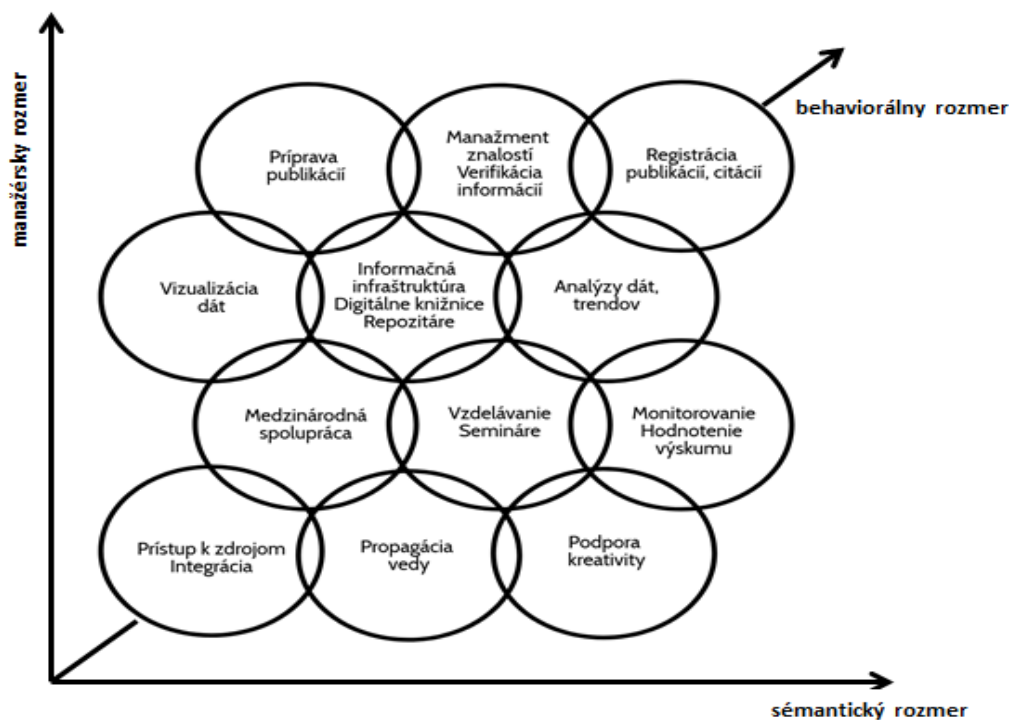 manažérsky rozmer
behaviorálny rozmer
Príprava
publikácií
Manažment
znalostí
Verifikácia
informácií
Registrácia
publikácií, citácií
Vizualizácia
dát
Informačná
infraštruktúra
Digitálne knižnice
Repozitáre
Analýzy dát,
trendov
Medzinárodná
spolupráca
Vzdelávanie
Semináre
Monitorovanie
Hodnotenie
výskumu
Prístup k zdrojom
Integrácia
Propagácia
vedy
Podpora
kreativity
sémantický rozmer